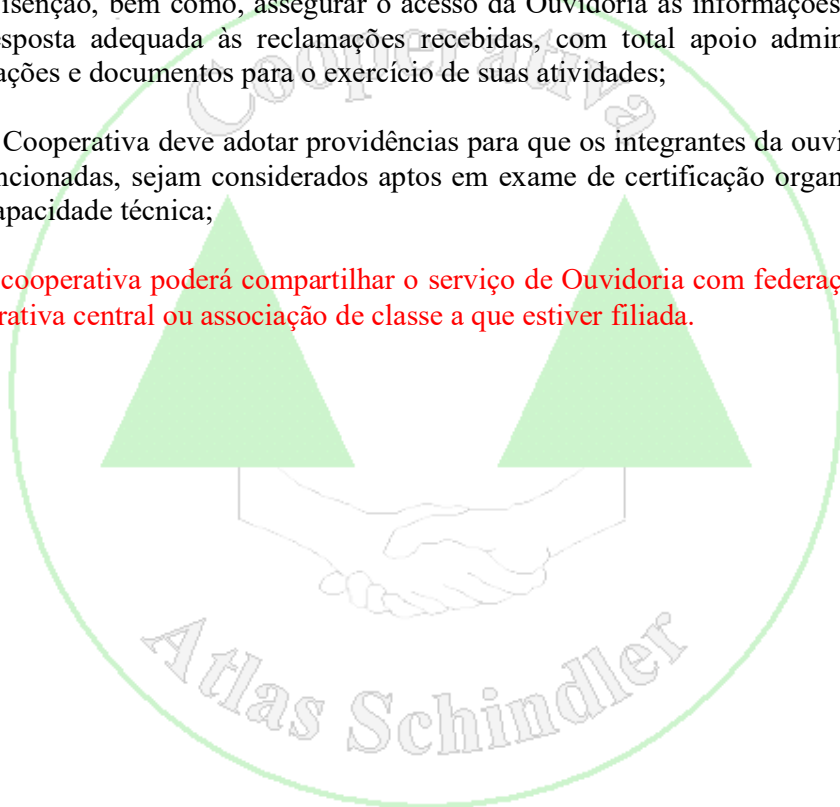 isenção, bem como, assegurar o acesso da Ouvidoria às informações
esposta adequada às reclamações recebidas, com total apoio admin
ações e documentos para o exercício de suas atividades;
Cooperativa deve adotar providências para que os integrantes da ouvi
ncionadas, sejam considerados aptos em exame de certificação organ
apacidade técnica;
cooperativa poderá compartilhar o serviço de Ouvidoria com federaç
rativa central ou associação de classe a que estiver filiada.
Cooperativa
Atlas Schindler